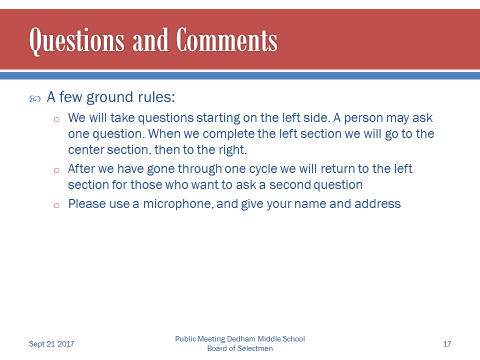 Questions and Comments
A few ground rules:
We will take questions starting on the left side. A person may ask
one question. When we complete the left section we will go to the
center section, then to the right.
After we have gone through one cycle we will return to the left
section for those who want to ask a second question
Please use a microphone, and give your name and address
Sept 21 2017
Public Meeting Dedham Middle School
Board of Selectmen
17